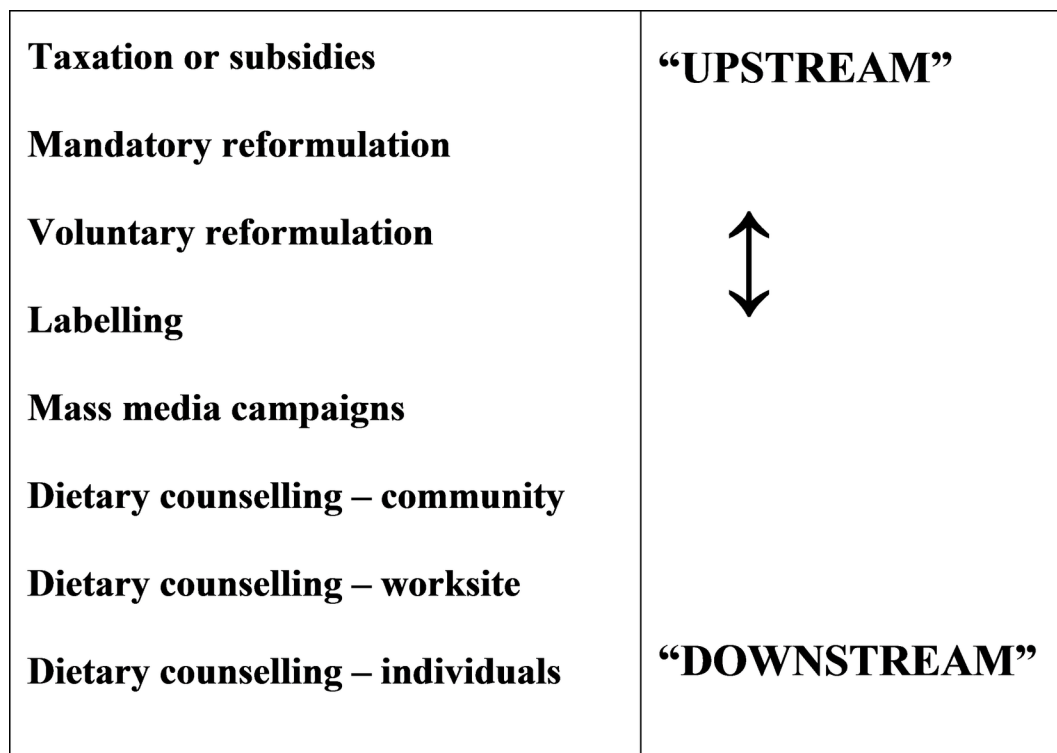 Taxation or subsidies
“UPSTREAM”
Mandatory reformulation
Voluntary reformulation
Labelling
Mass media campaigns
Dietary counselling – community
Dietary counselling – worksite
Dietary counselling – individuals
“DOWNSTREAM”